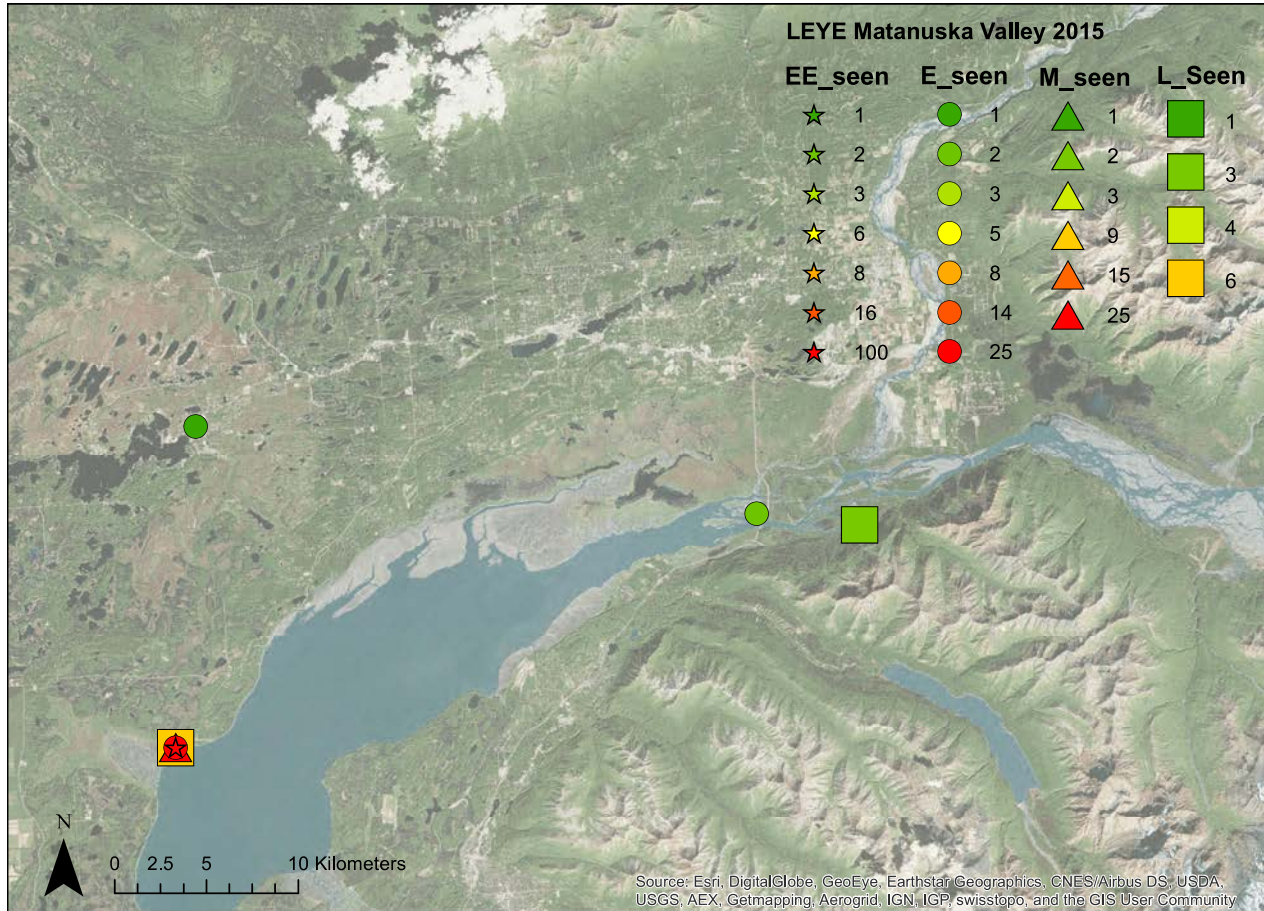 LEYE Matanuska Valley 2015
EE_seen E_seen M_seen L_Seen
1 1 1 1
2 2 2 3
3 3 3 4
6 5 9 6
8 8 15
16 14 25
100 25
N
0 2.5 5 10 Kilometers
Source: Esri, DigitalGlobe, GeoEye, Earthstar Geographics, CNES/Airbus DS, USDA,
USGS, AEX, Getmapping, Aerogrid, IGN, IGP, swisstopo, and the GIS User Community